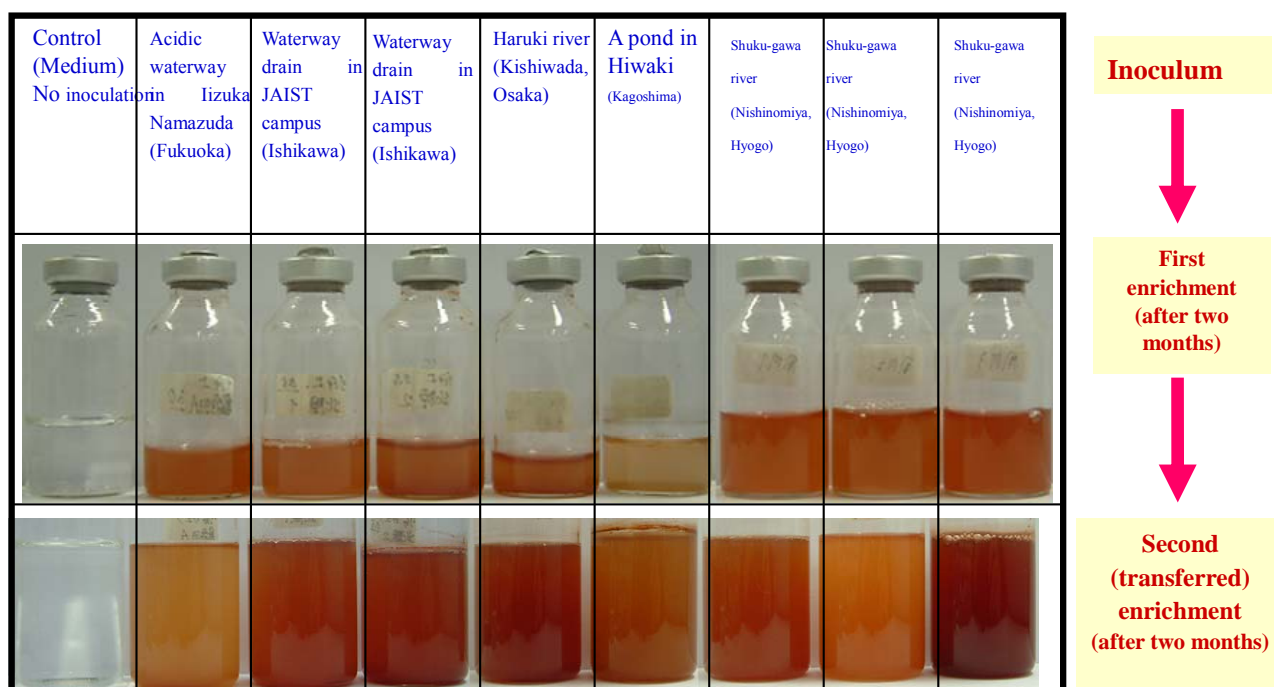 Control
(Medium)
No inoculation
Acidic
waterway
in Iizuka
Namazuda
(Fukuoka)
Waterway
drain in
JAIST
campus
(Ishikawa)
Waterway
drain in
JAIST
campus
(Ishikawa)
Haruki river
(Kishiwada,
Osaka)
A pond in
Hiwaki
(Kagoshima)
Shuku-gawa
river
(Nishinomiya,
Hyogo)
Shuku-gawa
river
(Nishinomiya,
Hyogo)
Shuku-gawa
river
(Nishinomiya,
Hyogo)
Inoculum
First
enrichment
(after two
months)
Second
(transferred)
enrichment
(after two months)